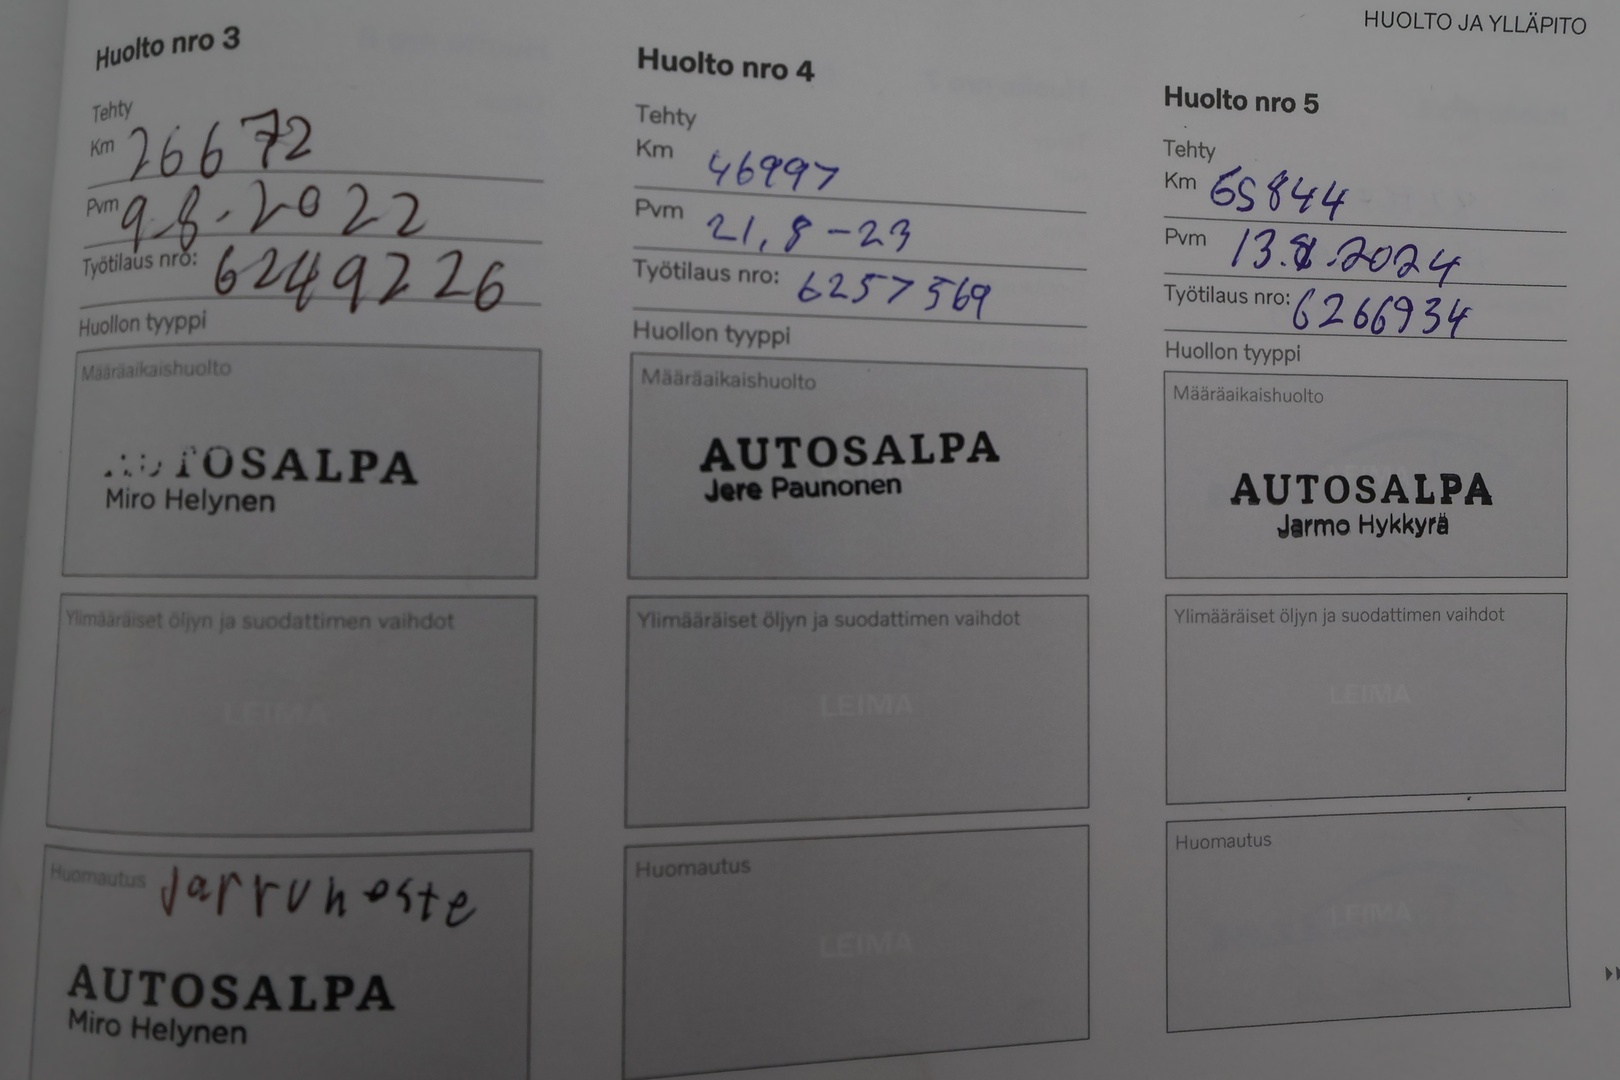 HUOLTO JA YLLÄPITO
Huolto nro 3
Tehty
Km 26672
Pvm 9.8.2022
Työtilaus nro: 6249226
Huollon tyyppi
Määräaikaishuolto
AUTOSALPA
Miro Helynen
Ylimääräiset öljyn ja suodattimen vaihdot
LEIMA
Huomautus Jarruneste
AUTOSALPA
Miro Helynen
Huolto nro 4
Tehty
Km 46997
Pvm 21.8-23
Työtilaus nro: 6257569
Huollon tyyppi
Määräaikaishuolto
AUTOSALPA
Jere Paunonen
Ylimääräiset öljyn ja suodattimen vaihdot
LEIMA
Huomautus
LEIMA
Huolto nro 5
Tehty
Km 65844
Pvm 13.8.2024
Työtilaus nro: 6266934
Huollon tyyppi
Määräaikaishuolto
LEIMA
AUTOSALPA
Jarmo Hykkyrä
Ylimääräiset öljyn ja suodattimen vaihdot
LEIMA
Huomautus
LEIMA